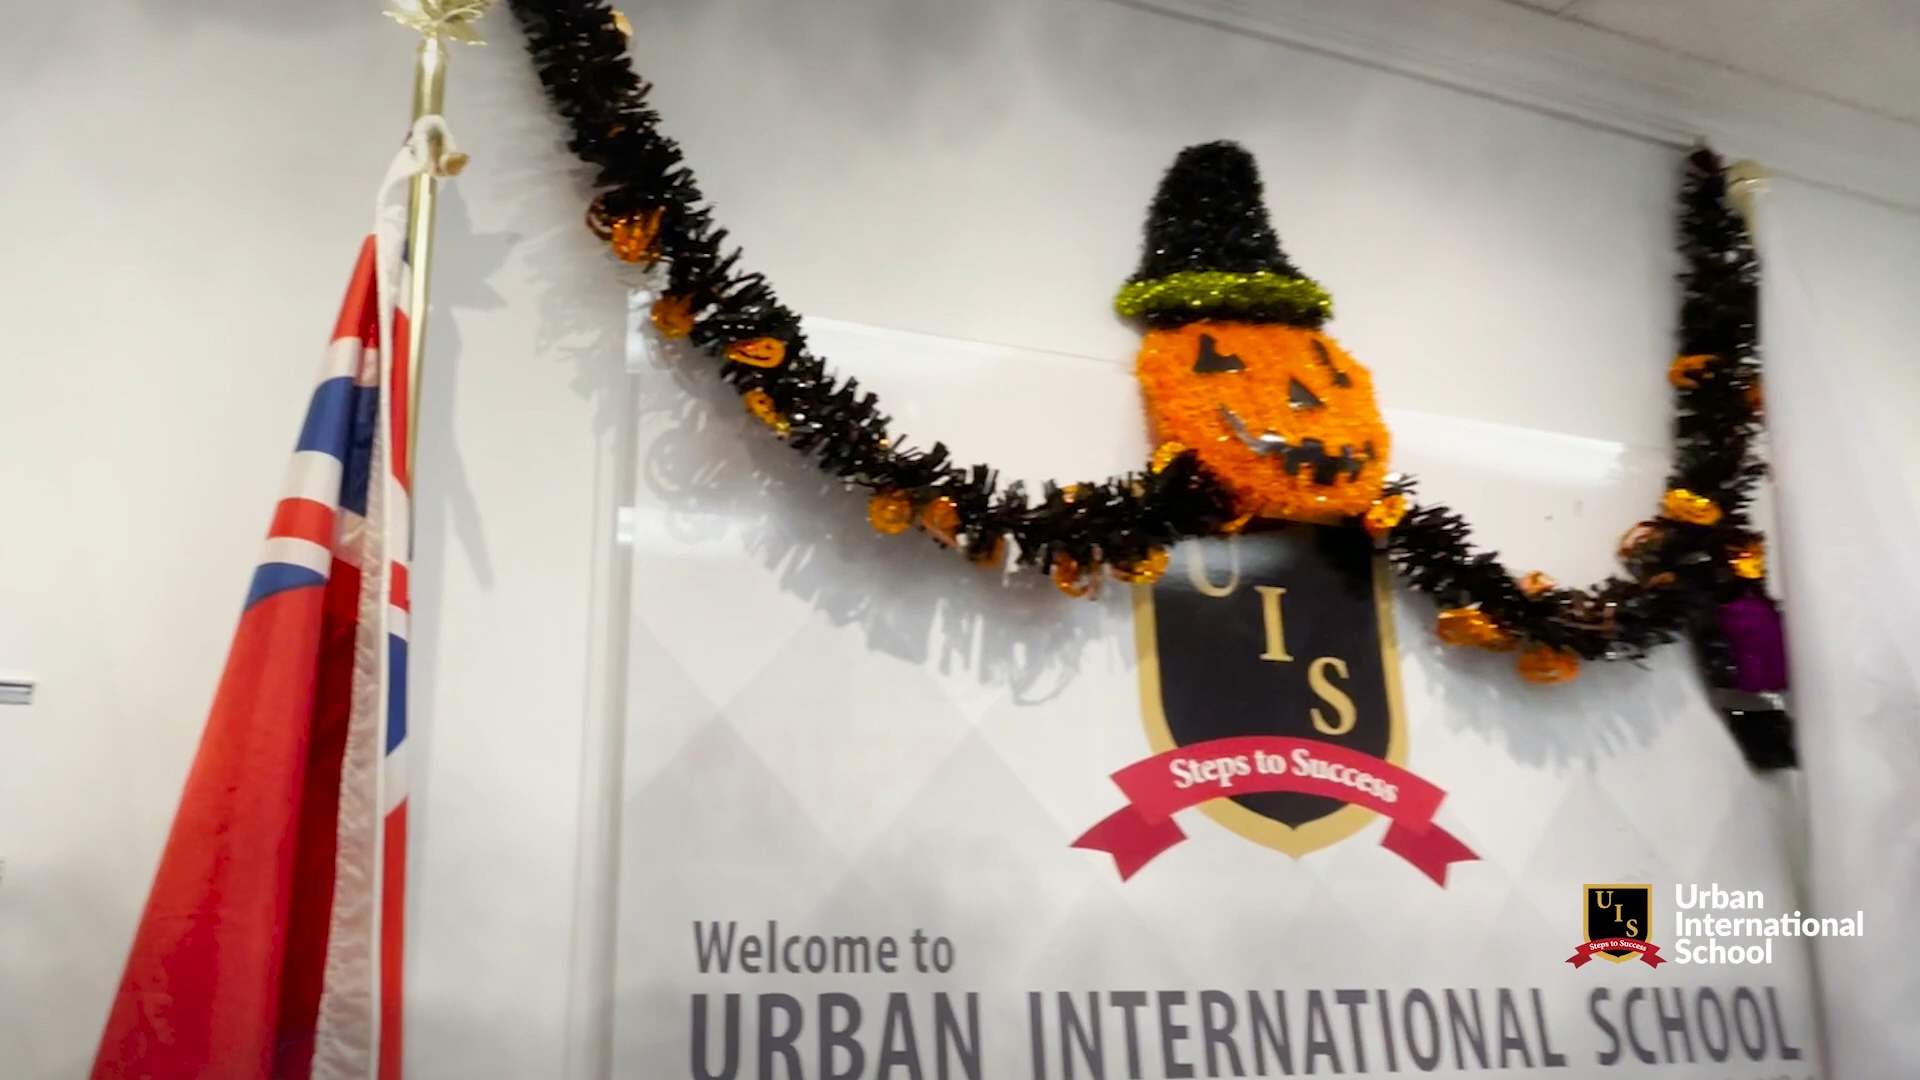 U
I
S
Steps to Success
Welcome to
URBAN INTERNATIONAL SCHOOL
U
I
S
Steps to Success
Urban
International
School